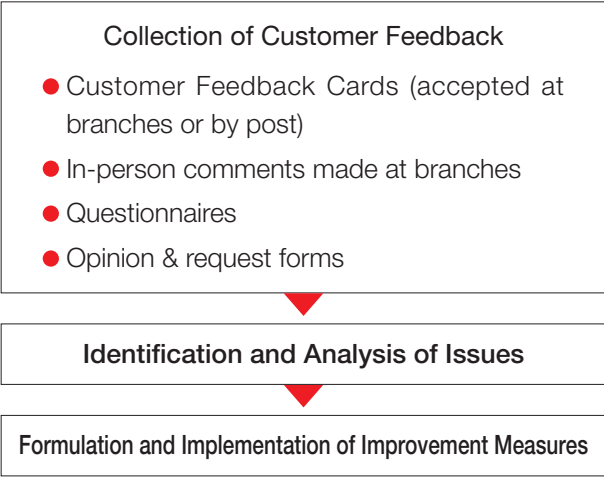 Collection of Customer Feedback
● Customer Feedback Cards (accepted at
branches or by post)
● In-person comments made at branches
● Questionnaires
● Opinion & request forms
Identification and Analysis of Issues
Formulation and Implementation of Improvement Measures